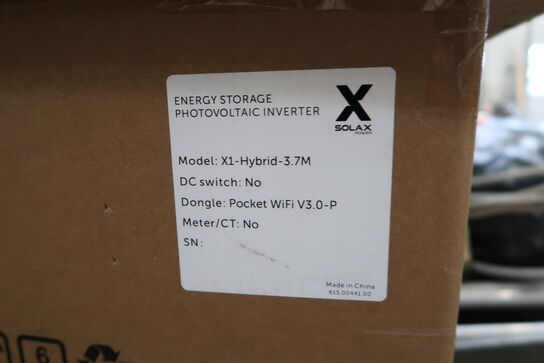 ENERGY STORAGE
PHOTOVOLTAIC INVERTER
X
SOLAX
POWER
Model: X1-Hybrid-3.7M
DC switch: No
Dongle: Pocket WiFi V3.0-P
Meter/CT: No
SN:
Made in China
615.00441.00
6